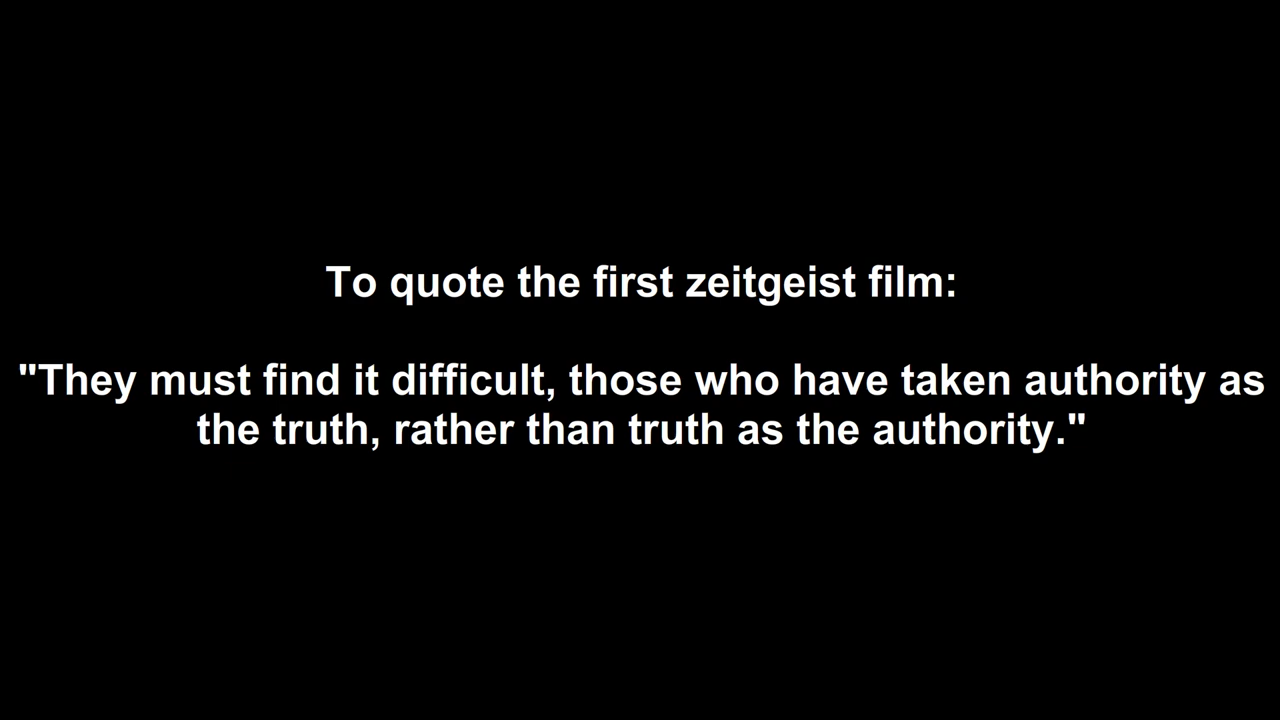 To quote the first zeitgeist film:
"They must find it difficult, those who have taken authority as
the truth, rather than truth as the authority."